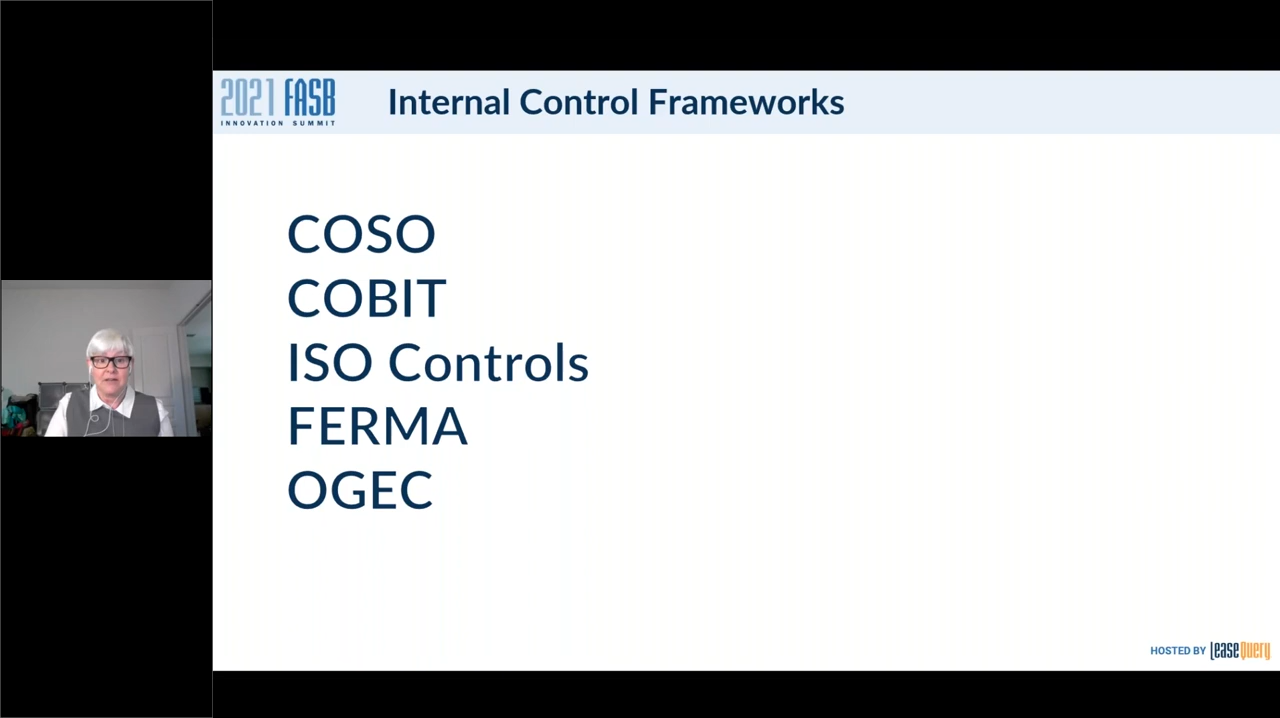 2021 FASB
INNOVATION SUMMIT
Internal Control Frameworks
COSO
COBIT
ISO Controls
FERMA
OGEC
HOSTED BY LeaseQuery